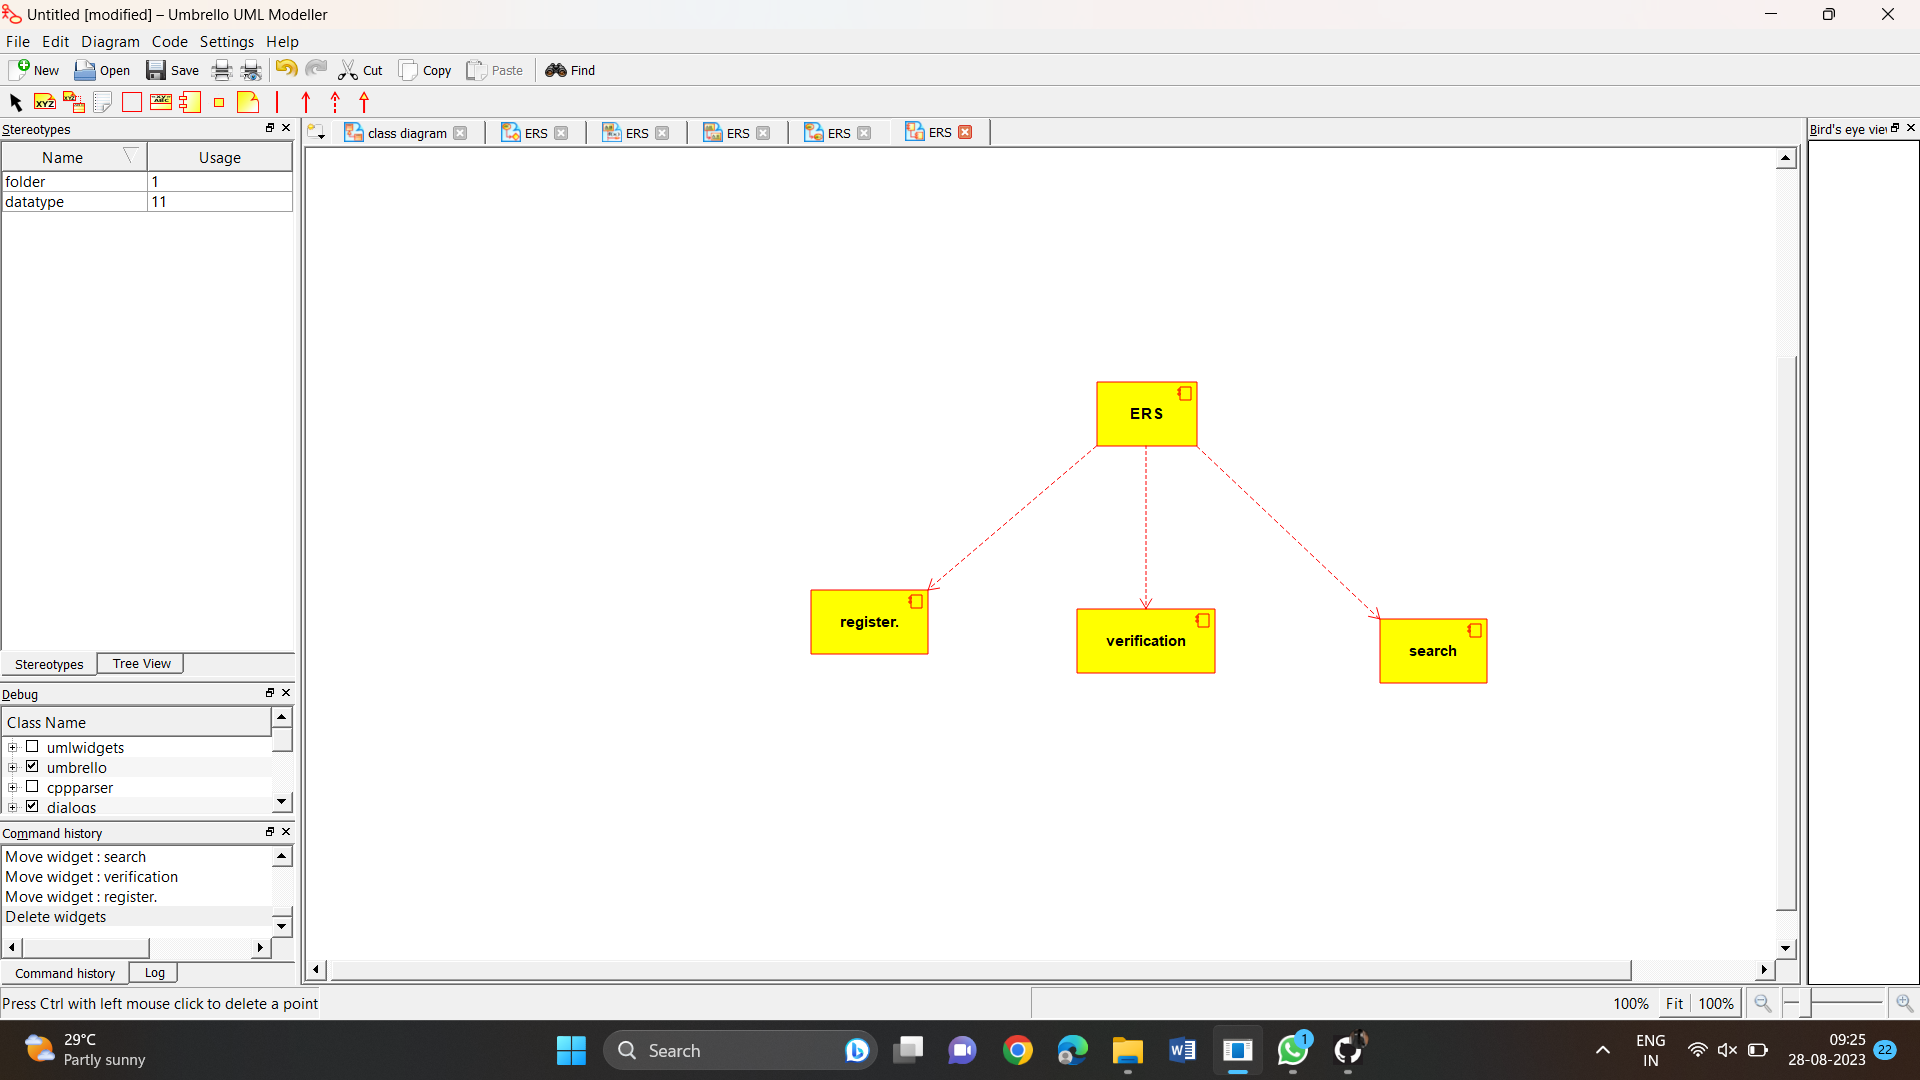 Untitled [modified] – Umbrello UML Modeller
File Edit Diagram Code Settings Help
New Open Save Cut Copy Paste Find
Stereotypes
Name Usage
folder 1
datatype 11
Stereotypes Tree View
Debug
Class Name
umlwidgets
umbrello
cppparser
dialogs
Command history
Move widget : search
Move widget : verification
Move widget : register.
Delete widgets
Command history Log
class diagram ERS ERS ERS ERS ERS
ERS
register.
verification
search
Bird's eye vie
Press Ctrl with left mouse click to delete a point
100% Fit 100%
29°C
Partly sunny
Search
1
ENG
IN
09:25
28-08-2023
22